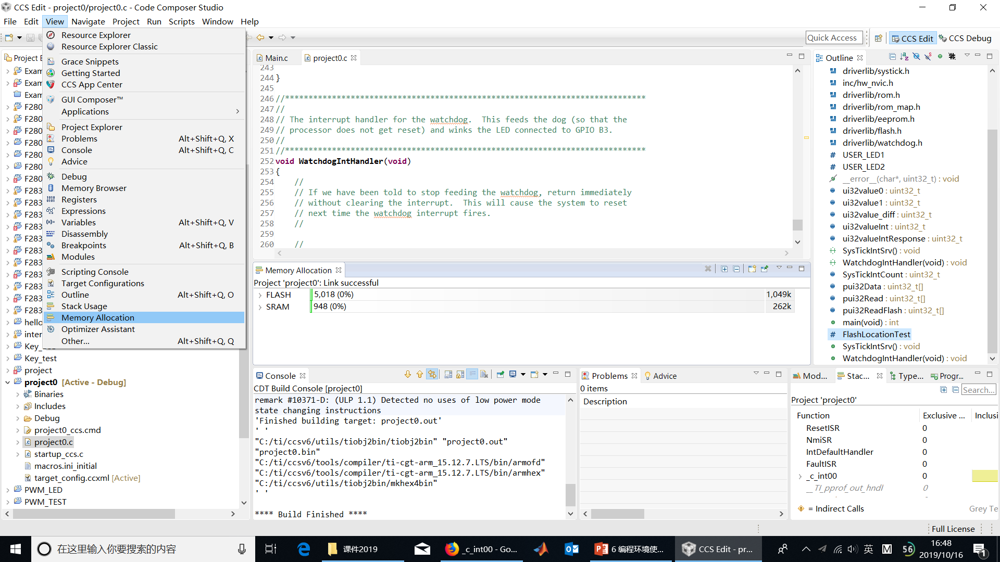 CCS Edit - project0/project0.c - Code Composer Studio
File Edit View Navigate Project Run Scripts Window Help
Quick Access
CCS Edit
CCS Debug
Resource Explorer
Resource Explorer Classic
Grace Snippets
Getting Started
CCS App Center
GUI Composer™
Applications
Project Explorer
Problems Alt+Shift+Q, X
Console Alt+Shift+Q, C
Advice
Debug
Memory Browser
Registers
Expressions
Variables Alt+Shift+Q, V
Disassembly
Breakpoints Alt+Shift+Q, B
Modules
Scripting Console
Target Configurations
Outline Alt+Shift+Q, O
Stack Usage
Memory Allocation
Optimizer Assistant
Other... Alt+Shift+Q, Q
Project E
Exam
Exam
Exam
F280
F280
F280
F280
F280
F280
F280
F283
F283
F283
F283
F283
F283
F283
F283
F283
F283
F283
hello
inter
Key_
Key_test
project
project0 [Active - Debug]
Binaries
Includes
Debug
project0_ccs.cmd
project0.c
startup_ccs.c
macros.ini_initial
target_config.ccxml [Active]
PWM_LED
PWM_TEST
Main.c
project0.c
243
244 }
245
246 //*****************************************************************************
247 //
248 // The interrupt handler for the watchdog.  This feeds the dog (so that the
249 // processor does not get reset) and winks the LED connected to GPIO B3.
250 //
251 //*****************************************************************************
252 void WatchdogIntHandler(void)
253 {
254     //
255     // If we have been told to stop feeding the watchdog, return immediately
256     // without clearing the interrupt.  This will cause the system to reset
257     // next time the watchdog interrupt fires.
258     //
259
260     //
Memory Allocation
Project 'project0': Link successful
FLASH 5,018 (0%) 1,049k
SRAM 948 (0%) 262k
Console
CDT Build Console [project0]
remark #10371-D: (ULP 1.1) Detected no uses of low power mode
state changing instructions
'Finished building target: project0.out'
' '
"C:/ti/ccsv6/utils/tiobj2bin/tiobj2bin" "project0.out"
"project0.bin"
"C:/ti/ccsv6/tools/compiler/ti-cgt-arm_15.12.7.LTS/bin/armofd"
"C:/ti/ccsv6/tools/compiler/ti-cgt-arm_15.12.7.LTS/bin/armhex"
"C:/ti/ccsv6/utils/tiobj2bin/mkhex4bin"
' '
**** Build Finished ****
Problems
Advice
0 items
Description
Outline
driverlib/systick.h
inc/hw_nvic.h
driverlib/rom.h
driverlib/rom_map.h
driverlib/eeprom.h
driverlib/flash.h
driverlib/watchdog.h
USER_LED1
USER_LED2
__error__(char*, uint32_t) : void
ui32value0 : uint32_t
ui32value1 : uint32_t
ui32value_diff : uint32_t
ui32valueInt : uint32_t
ui32valueIntResponse : uint32_t
SysTickIntSrv() : void
WatchdogIntHandler(void) : void
SysTickIntCount : uint32_t
pui32Data : uint32_t[]
pui32Read : uint32_t[]
pui32ReadFlash : uint32_t[]
main(void) : int
FlashLocationTest
SysTickIntSrv() : void
WatchdogIntHandler(void) : void
Mod...
Stac...
Type...
Progr...
Search...
Project 'project0'
Function Exclusive ... Inclusi
ResetISR 0
NmiSR 0
IntDefaultHandler 0
FaultISR 0
_c_int00 0
__TI_pprof_out_hndl 0
= Indirect Calls
Grey Te
Full License
在这里输入你要搜索的内容
课件2019
_c_int00 - Go...
6 编程环境使...
CCS Edit - pr...
英
M
56
16:48
2019/10/16
1